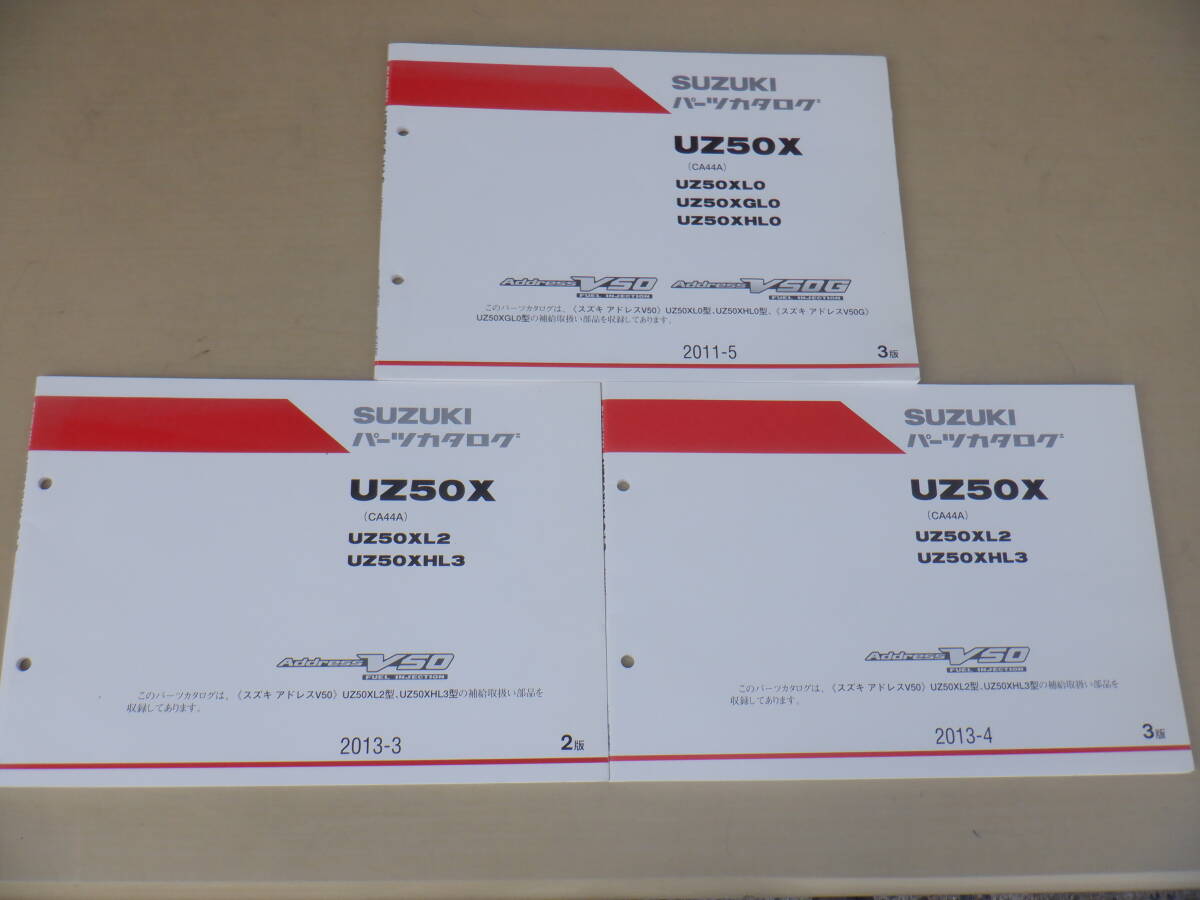 SUZUKI
パーツカタログ
UZ50X
(CA44A)
UZ50XL0
UZ50XGL0
UZ50XHL0
Address V50
FUEL INJECTION
Address V50G
FUEL INJECTION
このパーツカタログは、〈スズキ アドレスV50〉UZ50XL0型、UZ50XHL0型、〈スズキ アドレスV50G〉
UZ50XGL0型の補給取扱い部品を収録してあります。
2011-5
3版
SUZUKI
パーツカタログ
UZ50X
(CA44A)
UZ50XL2
UZ50XHL3
Address V50
FUEL INJECTION
このパーツカタログは、〈スズキ アドレスV50〉UZ50XL2型、UZ50XHL3型の補給取扱い部品を
収録してあります。
2013-3
2版
SUZUKI
パーツカタログ
UZ50X
(CA44A)
UZ50XL2
UZ50XHL3
Address V50
FUEL INJECTION
このパーツカタログは、〈スズキ アドレスV50〉UZ50XL2型、UZ50XHL3型の補給取扱い部品を
収録してあります。
2013-4
3版